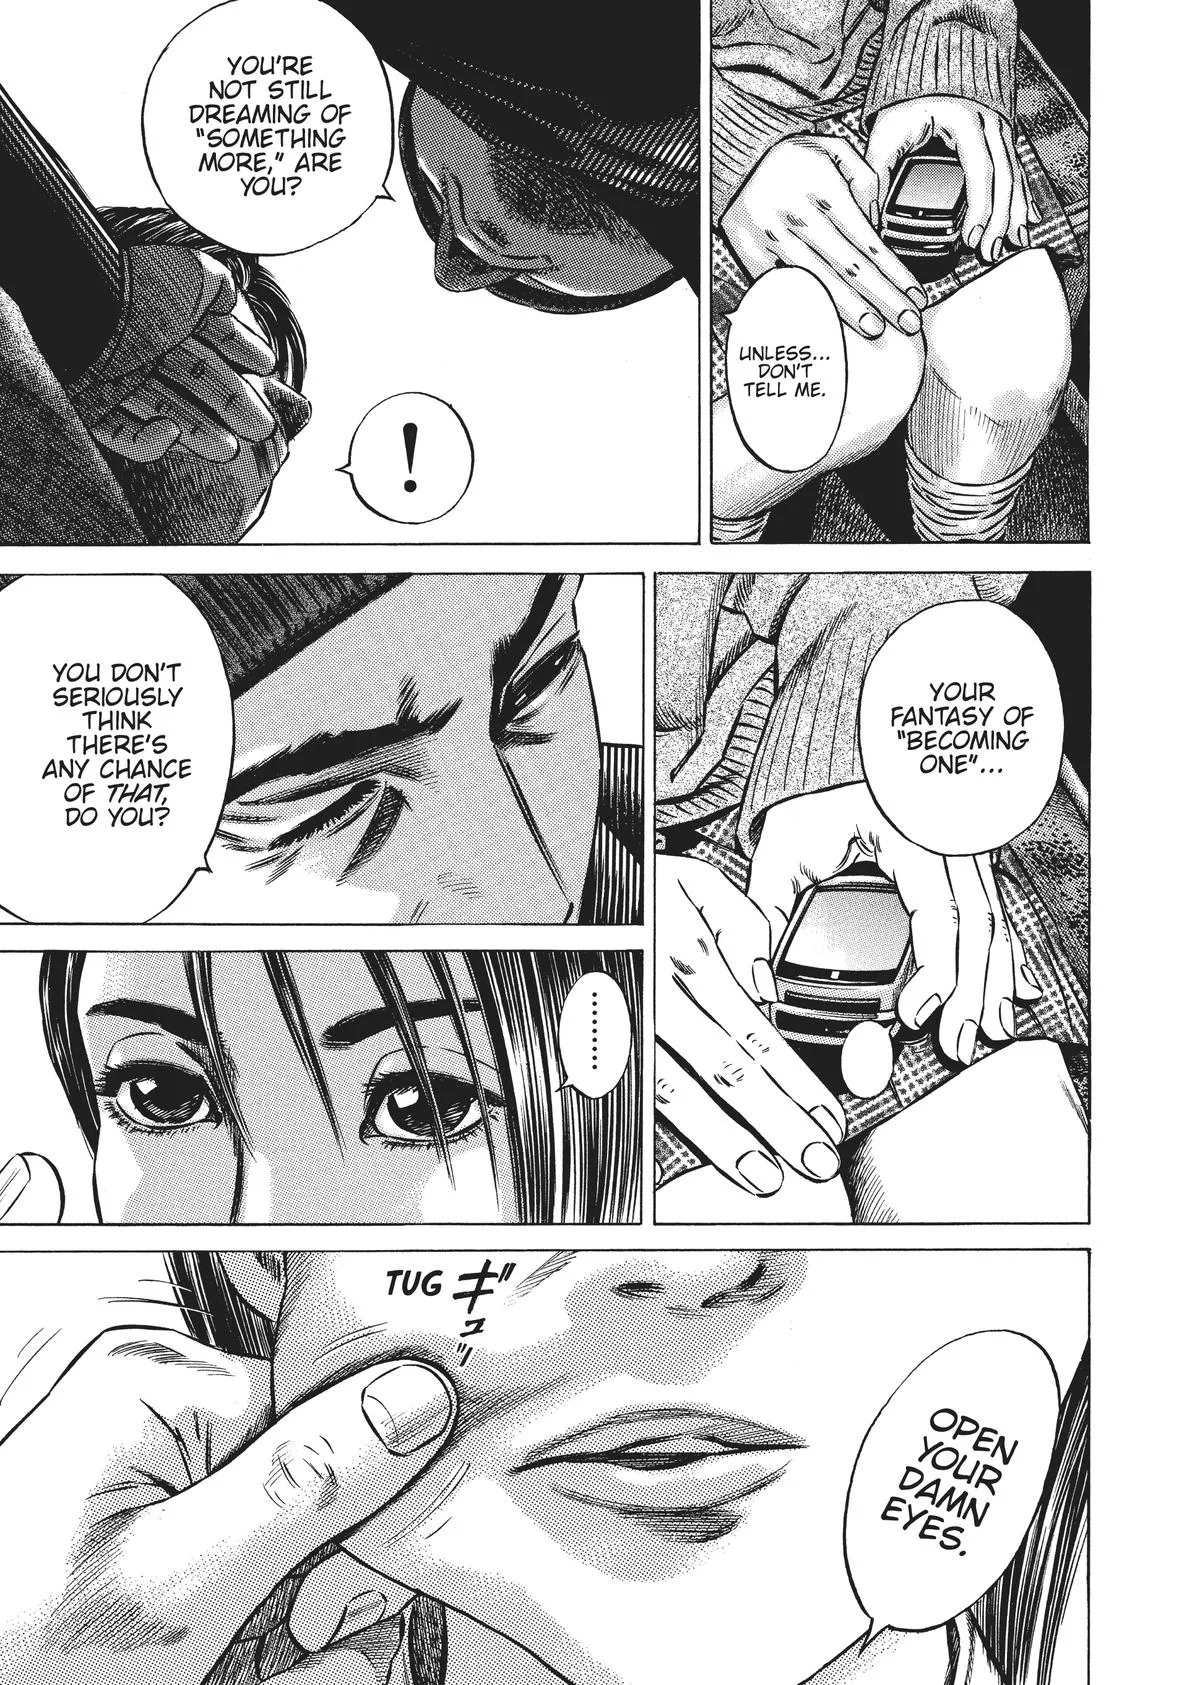 UNLESS...
DON'T
TELL ME.
YOU'RE
NOT STILL
DREAMING OF
"SOMETHING
MORE," ARE
YOU?
!
YOUR
FANTASY OF
"BECOMING
ONE"...
YOU DON'T
SERIOUSLY
THINK
THERE'S
ANY CHANCE
OF THAT,
DO YOU?
.........
TUG
ギュッ
OPEN
YOUR
DAMN
EYES.